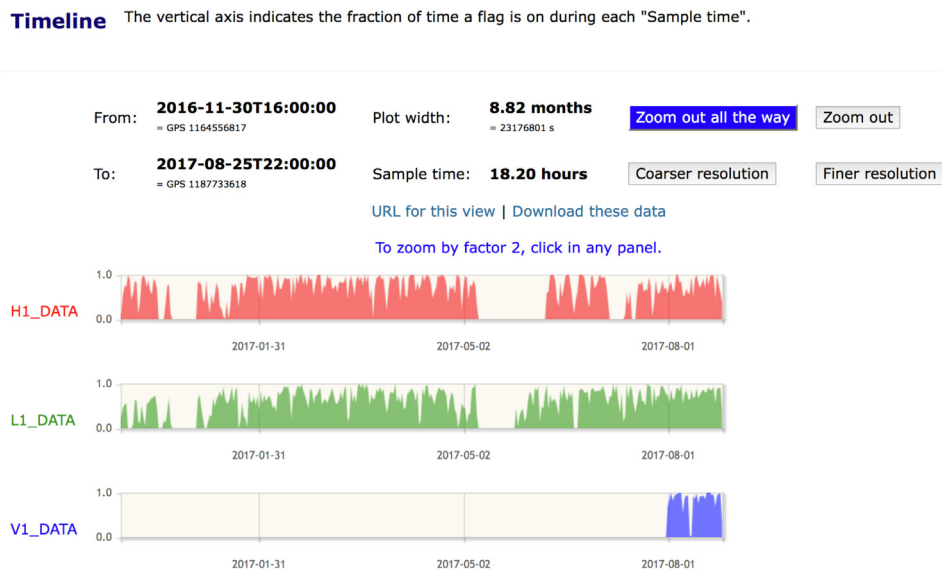 Timeline The vertical axis indicates the fraction of time a flag is on during each "Sample time".
From: 2016-11-30T16:00:00 Plot width: 8.82 months Zoom out all the way Zoom out
= GPS 1164556817 = 23176801 s
To: 2017-08-25T22:00:00 Sample time: 18.20 hours Coarser resolution Finer resolution
= GPS 1187733618
URL for this view | Download these data
To zoom by factor 2, click in any panel.
1.0
H1_DATA
0.0
2017-01-31 2017-05-02 2017-08-01
1.0
L1_DATA
0.0
2017-01-31 2017-05-02 2017-08-01
1.0
V1_DATA
0.0
2017-01-31 2017-05-02 2017-08-01